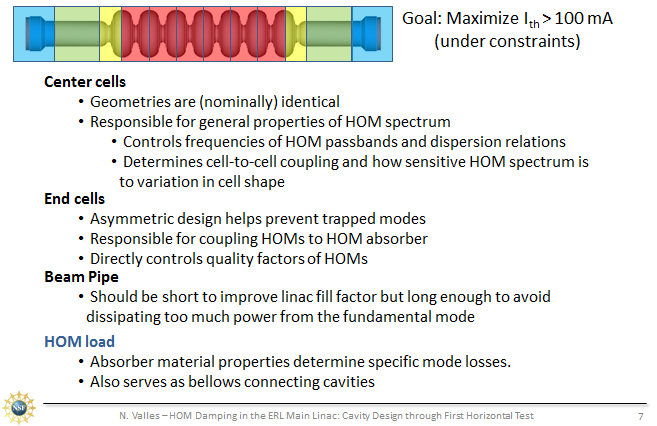 Goal: Maximize Ith > 100 mA
(under constraints)
Center cells
• Geometries are (nominally) identical
• Responsible for general properties of HOM spectrum
• Controls frequencies of HOM passbands and dispersion relations
• Determines cell-to-cell coupling and how sensitive HOM spectrum is
to variation in cell shape
End cells
• Asymmetric design helps prevent trapped modes
• Responsible for coupling HOMs to HOM absorber
• Directly controls quality factors of HOMs
Beam Pipe
• Should be short to improve linac fill factor but long enough to avoid
dissipating too much power from the fundamental mode
HOM load
• Absorber material properties determine specific mode losses.
• Also serves as bellows connecting cavities
NSF
N. Valles – HOM Damping in the ERL Main Linac: Cavity Design through First Horizontal Test
7